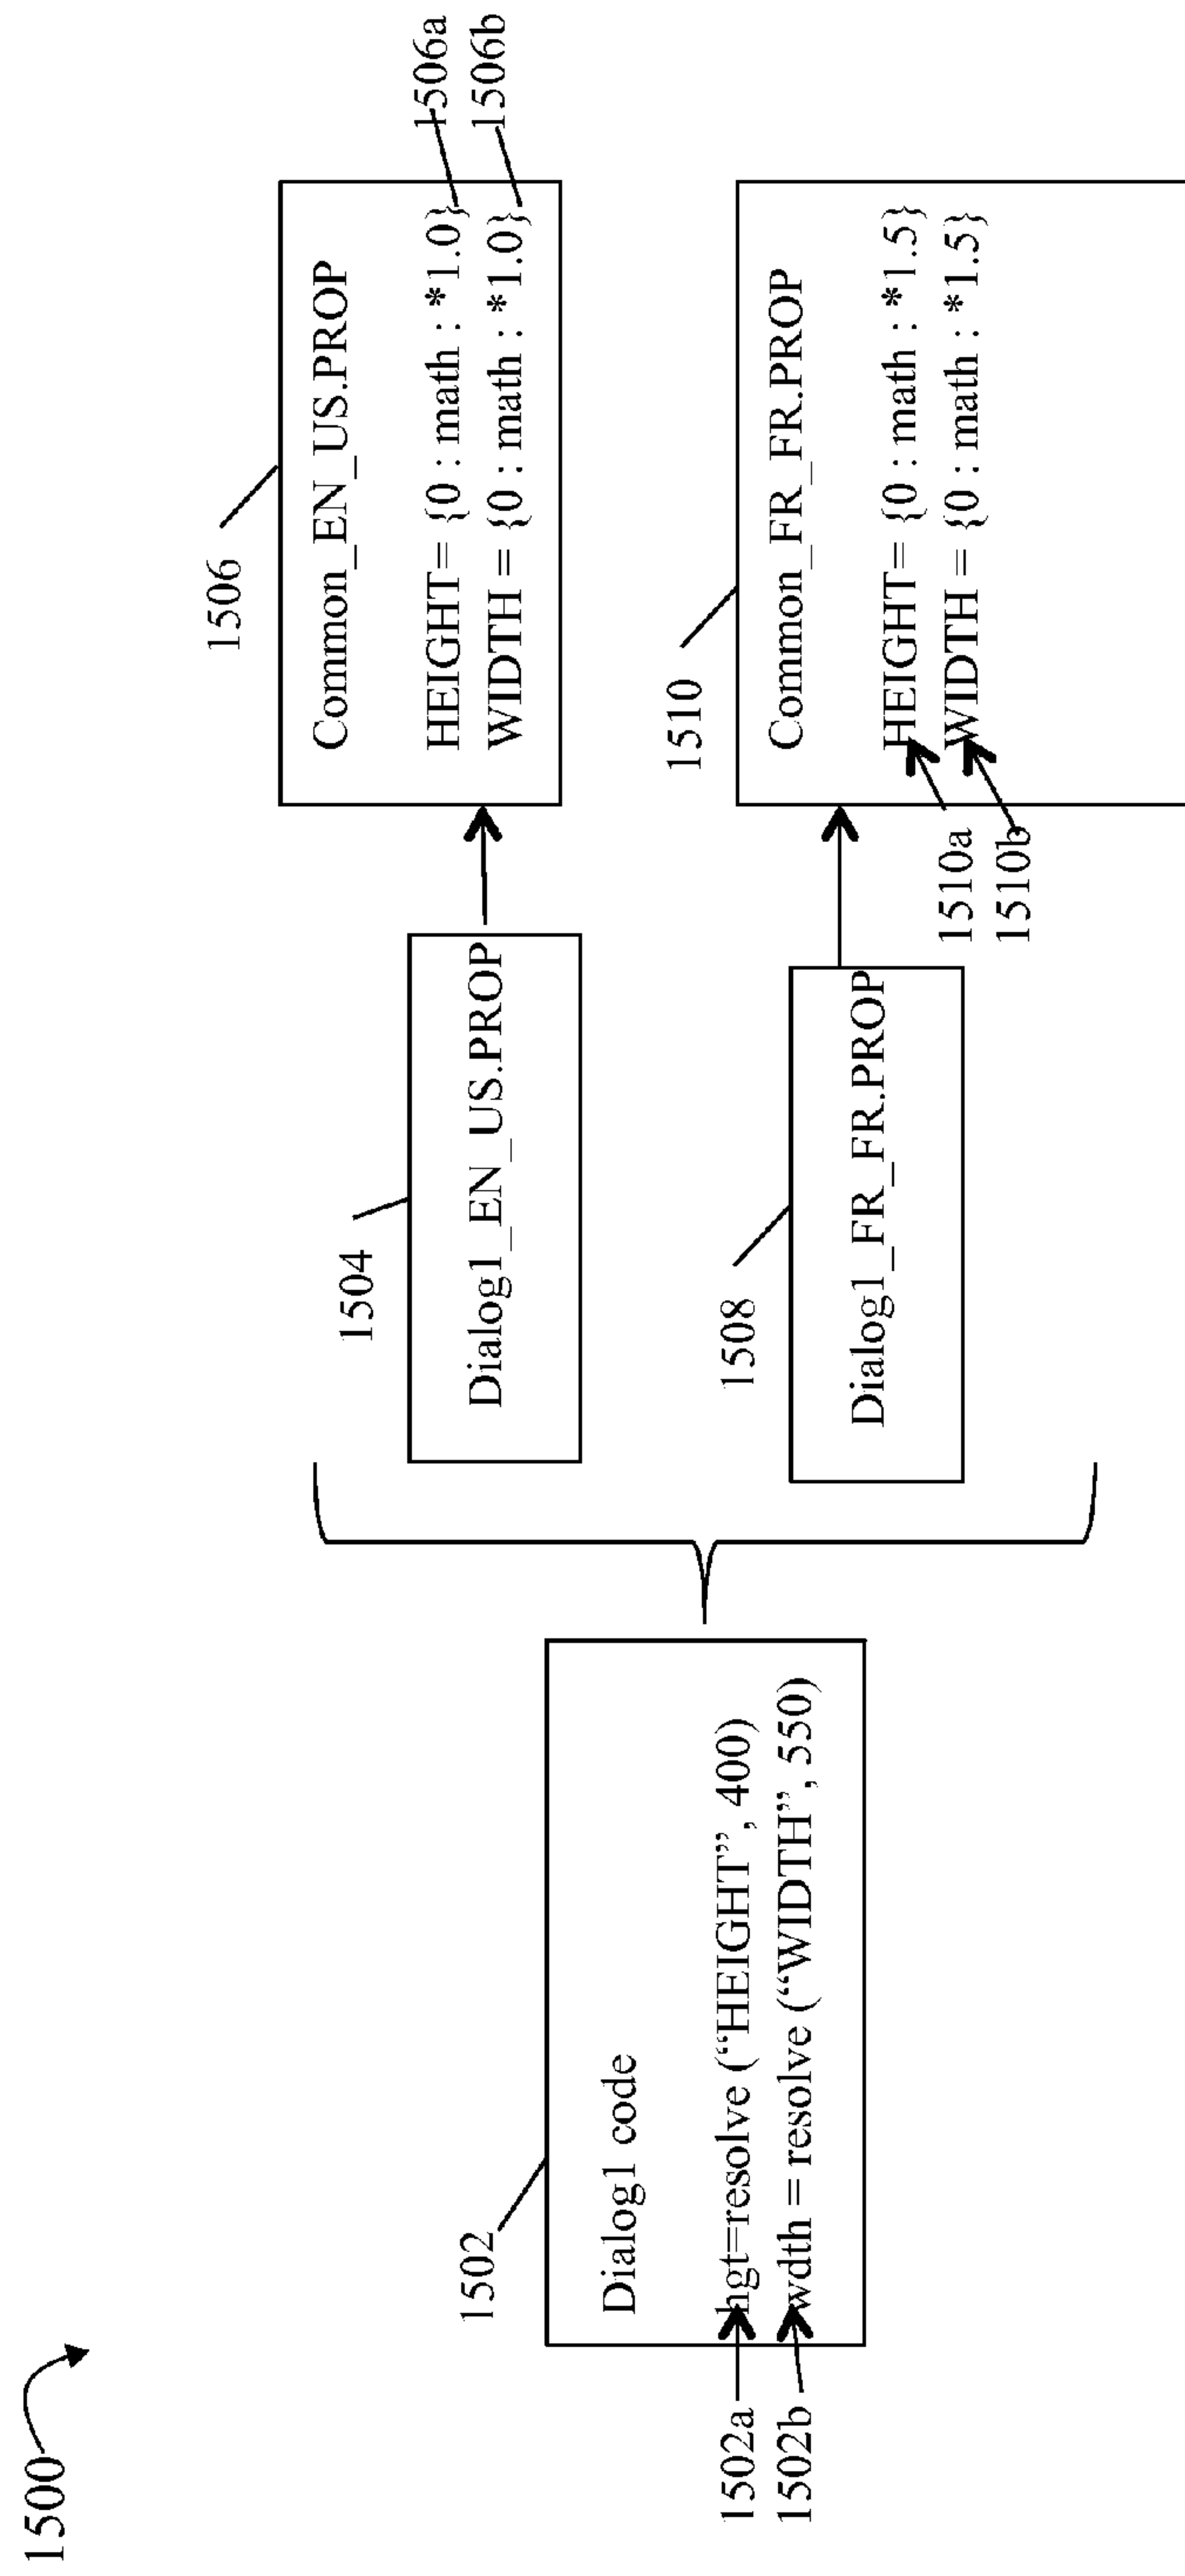 1500
1502
Dialog1 code
hgt=resolve (“HEIGHT”, 400)
wdth = resolve (“WIDTH”, 550)
1502a
1502b
1504
Dialog1_EN_US.PROP
1506
Common_EN_US.PROP
HEIGHT= {0 : math : *1.0}
WIDTH = {0 : math : *1.0}
1506a
1506b
1508
Dialog1_FR_FR.PROP
1510
Common_FR_FR.PROP
HEIGHT= {0 : math : *1.5}
WIDTH = {0 : math : *1.5}
1510a
1510b